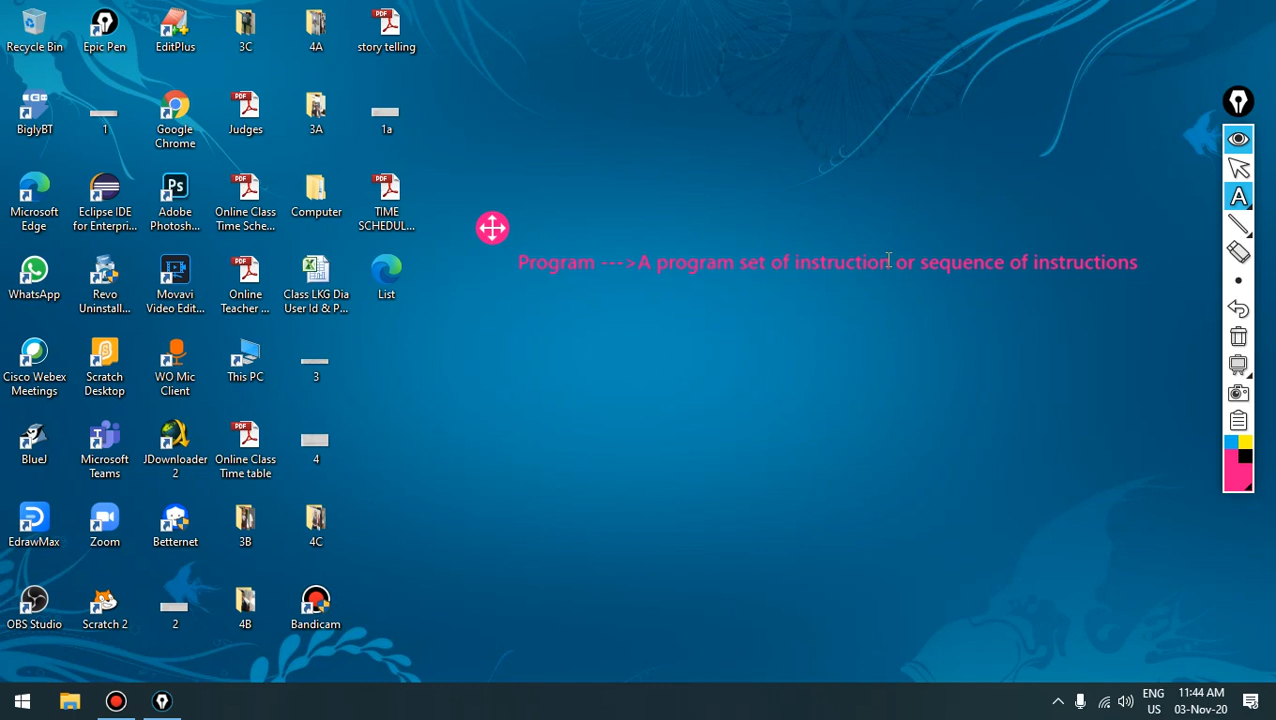 Recycle Bin
Epic Pen
EditPlus
3C
4A
story telling
BiglyBT
1
Google
Chrome
Judges
3A
1a
Microsoft
Edge
Eclipse IDE
for Enterpri...
Adobe
Photosh...
Online Class
Time Sche...
Computer
TIME
SCHEDUL...
Program --->A program set of instruction or sequence of instructions
WhatsApp
Revo
Uninstall...
Movavi
Video Edit...
Online
Teacher ...
Class LKG Dia
User Id & P...
List
Cisco Webex
Meetings
Scratch
Desktop
WO Mic
Client
This PC
3
BlueJ
Microsoft
Teams
JDownloader
2
Online Class
Time table
4
EdrawMax
Zoom
Betternet
3B
4C
OBS Studio
Scratch 2
2
4B
Bandicam
ENG
US
11:44 AM
03-Nov-20